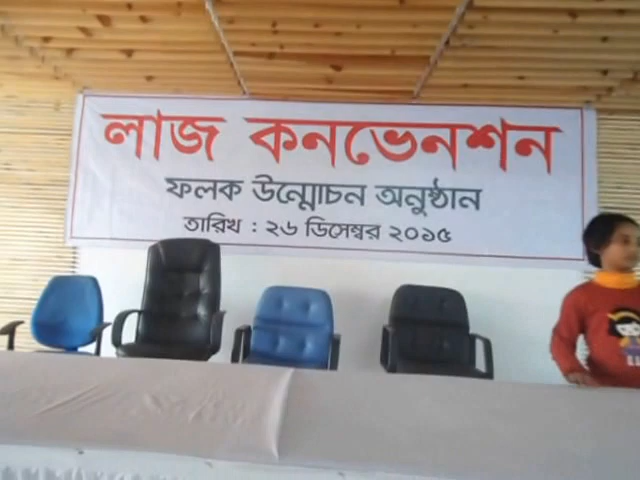 লাজ কনভেনশন
ফলক উন্মোচন অনুষ্ঠান
তারিখ : ২৬ ডিসেম্বর ২০১৫